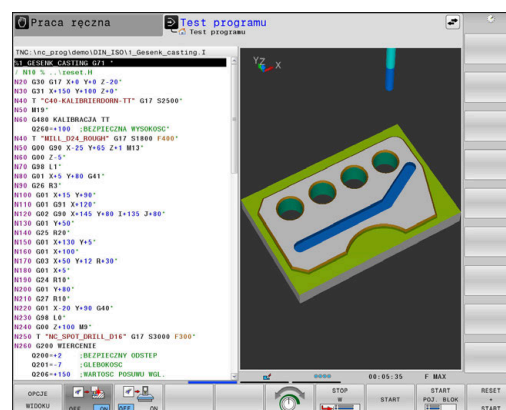 Praca ręczna
Test programu
Test programu
TNC:\nc_prog\demo\DIN_ISO\1_Gesenk_casting.I
%1_GESENK_CASTING G71 *
/ N10 % ..\reset.H
N20 G30 G17 X+0 Y+0 Z-20*
N30 G31 X+150 Y+100 Z+0*
N40 T "C40-KALIBRIERDORN-TT" G17 S2500*
N50 M19*
N60 G480 KALIBRACJA TT
Q260=+100 ;BEZPIECZNA WYSOKOSC*
N40 T "MILL_D24_ROUGH" G17 S1800 F400*
N50 G00 G90 X-25 Y+65 Z+1 M13*
N60 G00 Z-5*
N70 G98 L1*
N80 G01 X+5 Y+80 G41*
N90 G26 R3*
N100 G01 X+15 Y+90*
N110 G01 G91 X+120*
N120 G02 G90 X+145 Y+80 I+135 J+80*
N130 G01 Y+50*
N140 G25 R20*
N150 G01 X+130 Y+5*
N160 G01 X+100*
N170 G03 X+50 Y+12 R+30*
N180 G01 X+5*
N190 G24 R10*
N200 G01 Y+80*
N210 G27 R10*
N220 G01 X-20 Y+90 G40*
N230 G98 L0*
N240 G00 Z+100 M9*
N250 T "NC_SPOT_DRILL_D16" G17 S3000 F300*
N260 G200 WIERCENIE
Q200=+2 ;BEZPIECZNY ODSTEP
Q201=-7 ;GLEBOKOSC
Q206=+150 ;WARTOSC POSUWU WGL.
YZ X
00:05:35 F MAX
OPCJE
WIDOKU
OFF ON
OFF ON
STOP
W
START
START
POJ. BLOK
RESET
+
START